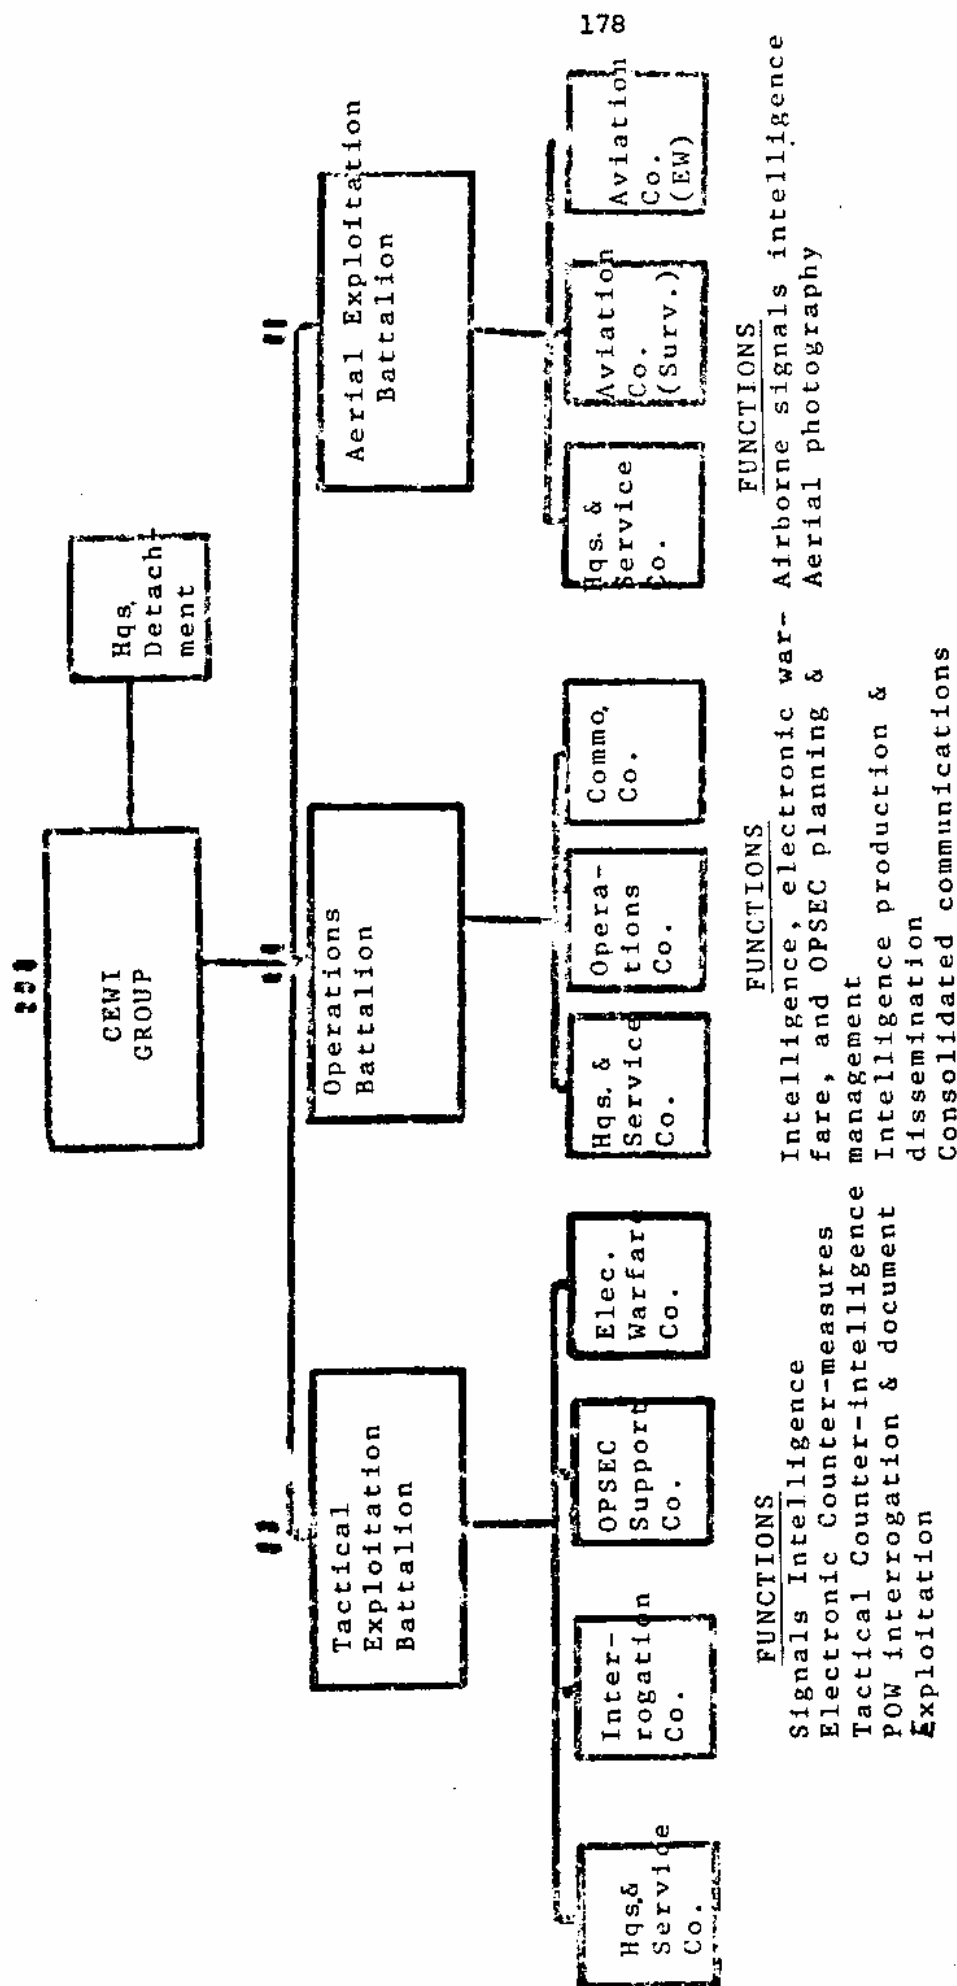 178
CEWI
GROUP
Hqs.
Detach-
ment
Tactical
Exploitation
Battalion
Operations
Battalion
Aerial Exploitation
Battalion
Hqs.&
Service
Co.
Inter-
rogation
Co.
OPSEC
Support
Co.
Elec.
Warfare
Co.
Hqs. &
Service
Co.
Opera-
tions
Co.
Commo.
Co.
Hqs. &
Service
Co.
Aviation
Co.
(Surv.)
Aviation
Co.
(EW)
FUNCTIONS
Signals Intelligence
Electronic Counter-measures
Tactical Counter-intelligence
POW interrogation & document
Exploitation
FUNCTIONS
Intelligence, electronic war-
fare, and OPSEC planning &
management
Intelligence production &
dissemination
Consolidated communications
FUNCTIONS
Airborne signals intelligence
Aerial photography